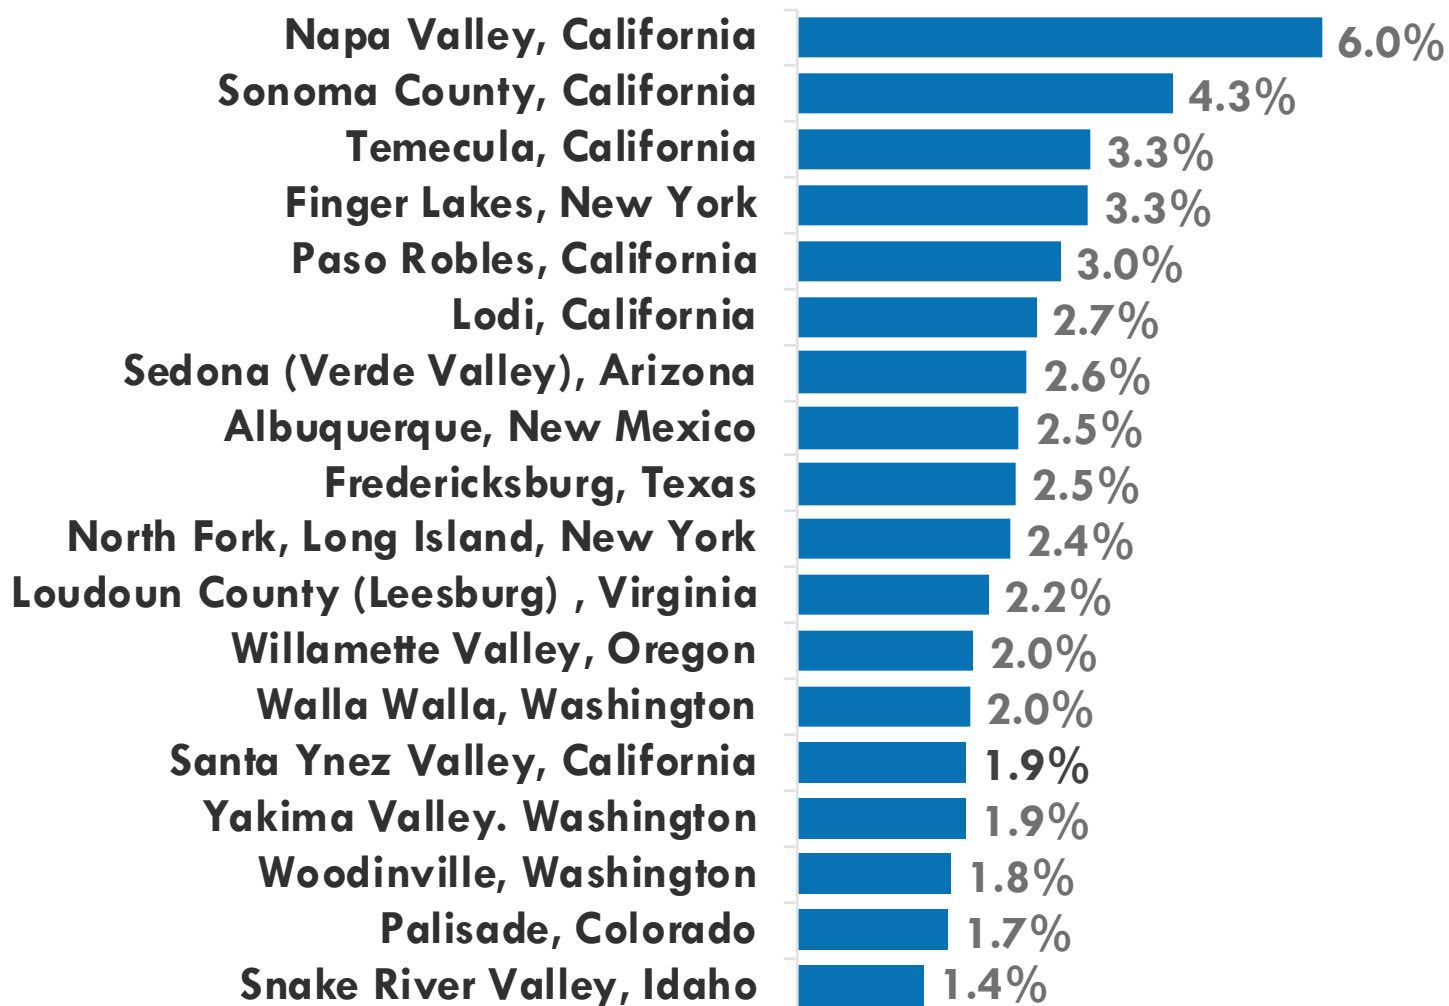 Napa Valley, California 6.0%
Sonoma County, California 4.3%
Temecula, California 3.3%
Finger Lakes, New York 3.3%
Paso Robles, California 3.0%
Lodi, California 2.7%
Sedona (Verde Valley), Arizona 2.6%
Albuquerque, New Mexico 2.5%
Fredericksburg, Texas 2.5%
North Fork, Long Island, New York 2.4%
Loudoun County (Leesburg) , Virginia 2.2%
Willamette Valley, Oregon 2.0%
Walla Walla, Washington 2.0%
Santa Ynez Valley, California 1.9%
Yakima Valley. Washington 1.9%
Woodinville, Washington 1.8%
Palisade, Colorado 1.7%
Snake River Valley, Idaho 1.4%